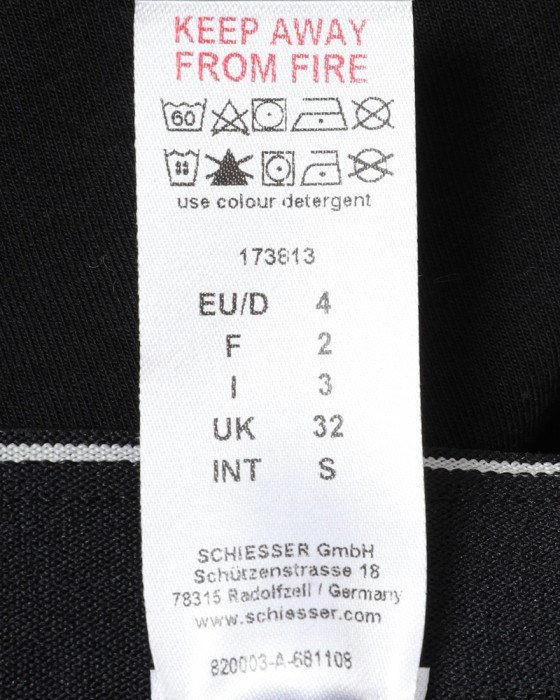 KEEP AWAY
FROM FIRE
60
use colour detergent
173813
EU/D 4
F 2
I 3
UK 32
INT S
SCHIESSER GmbH
Schützenstrasse 18
78315 Radolfzell / Germany
www.schiesser.com
820003-A-681108